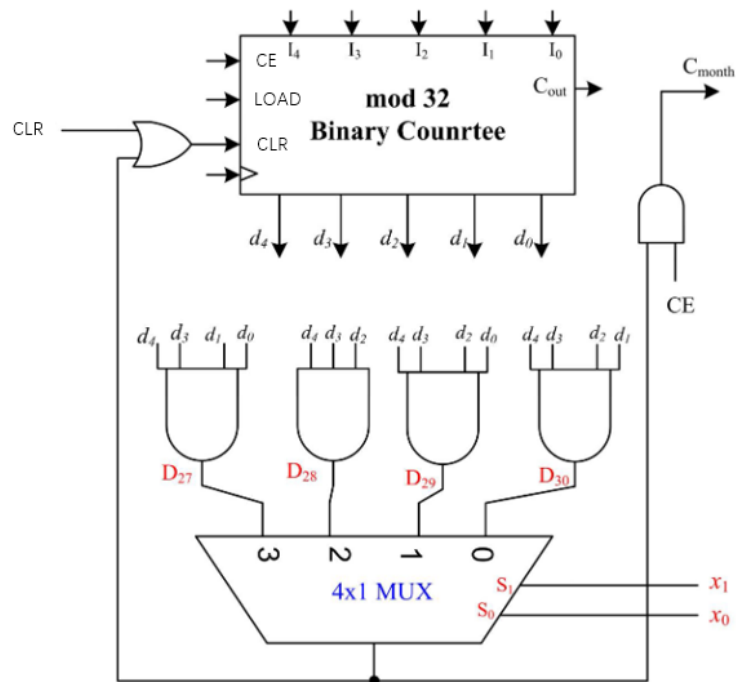 I4 I3 I2 I1 I0
CE
LOAD
CLR
CLR
mod 32
Binary Counrtee
Cout
Cmonth
d4 d3 d2 d1 d0
CE
d4 d3 d1 d0
d4 d3 d2
d4 d3 d2 d0
d4 d3 d2 d1
D27 D28 D29 D30
3 2 1 0
4x1 MUX
S1 x1
S0 x0